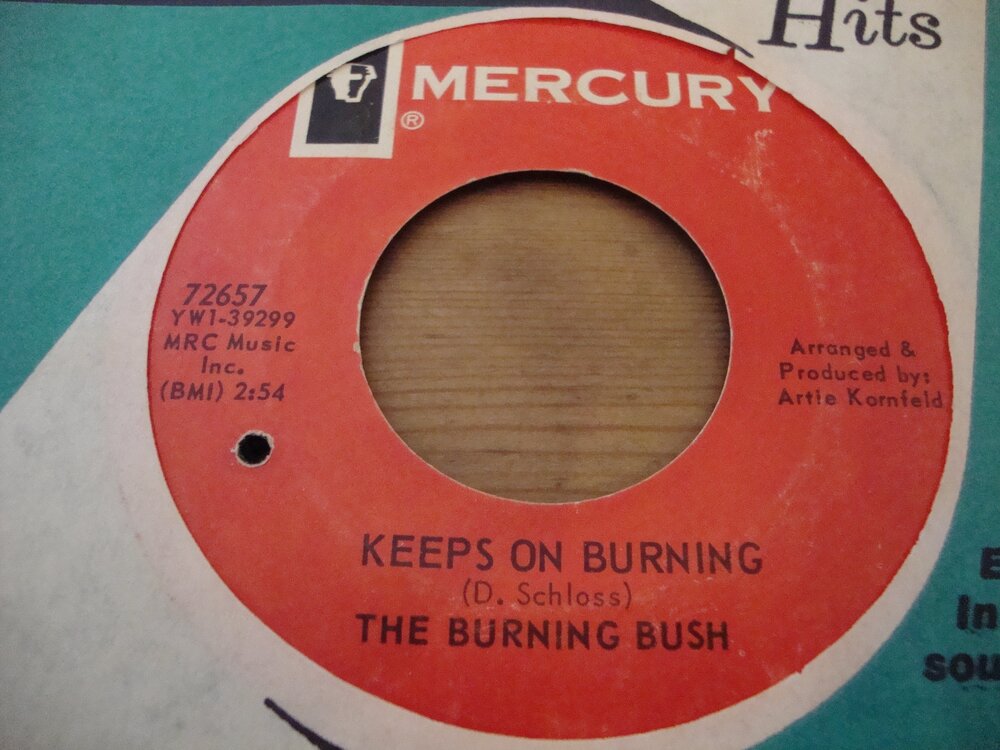 Hits
MERCURY
®
72657
YW1-39299
MRC Music
Inc.
(BMI) 2:54
Arranged &
Produced by:
Artie Kornfeld
KEEPS ON BURNING
(D. Schloss)
THE BURNING BUSH
In